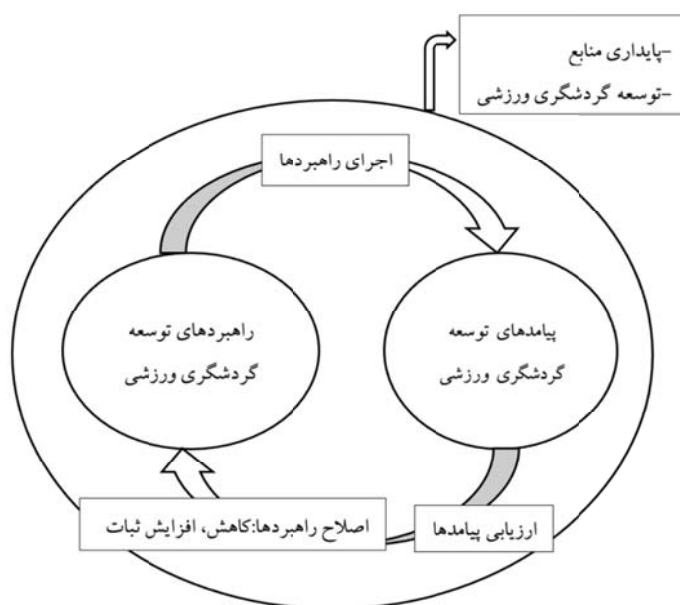 -پایداری منابع
-توسعه گردشگری ورزشی
اجرای راهبردها
پیامدهای توسعه
گردشگری ورزشی
راهبردهای توسعه
گردشگری ورزشی
ارزیابی پیامدها
اصلاح راهبردها:کاهش، افزایش ثبات